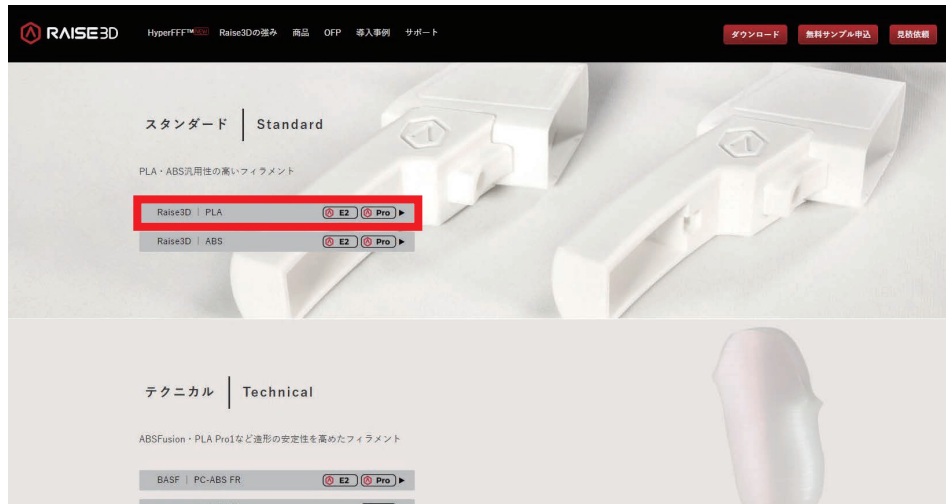 RAISE3D
HyperFFF™NEW Raise3Dの強み 商品 OFP 導入事例 サポート ダウンロード 無料サンプル申込 見積依頼
スタンダード | Standard
PLA・ABS汎用性の高いフィラメント
Raise3D | PLA E2 Pro ▶
Raise3D | ABS E2 Pro ▶
テクニカル | Technical
ABSFusion・PLA Pro1など造形の安定性を高めたフィラメント
BASF | PC-ABS FR E2 Pro ▶